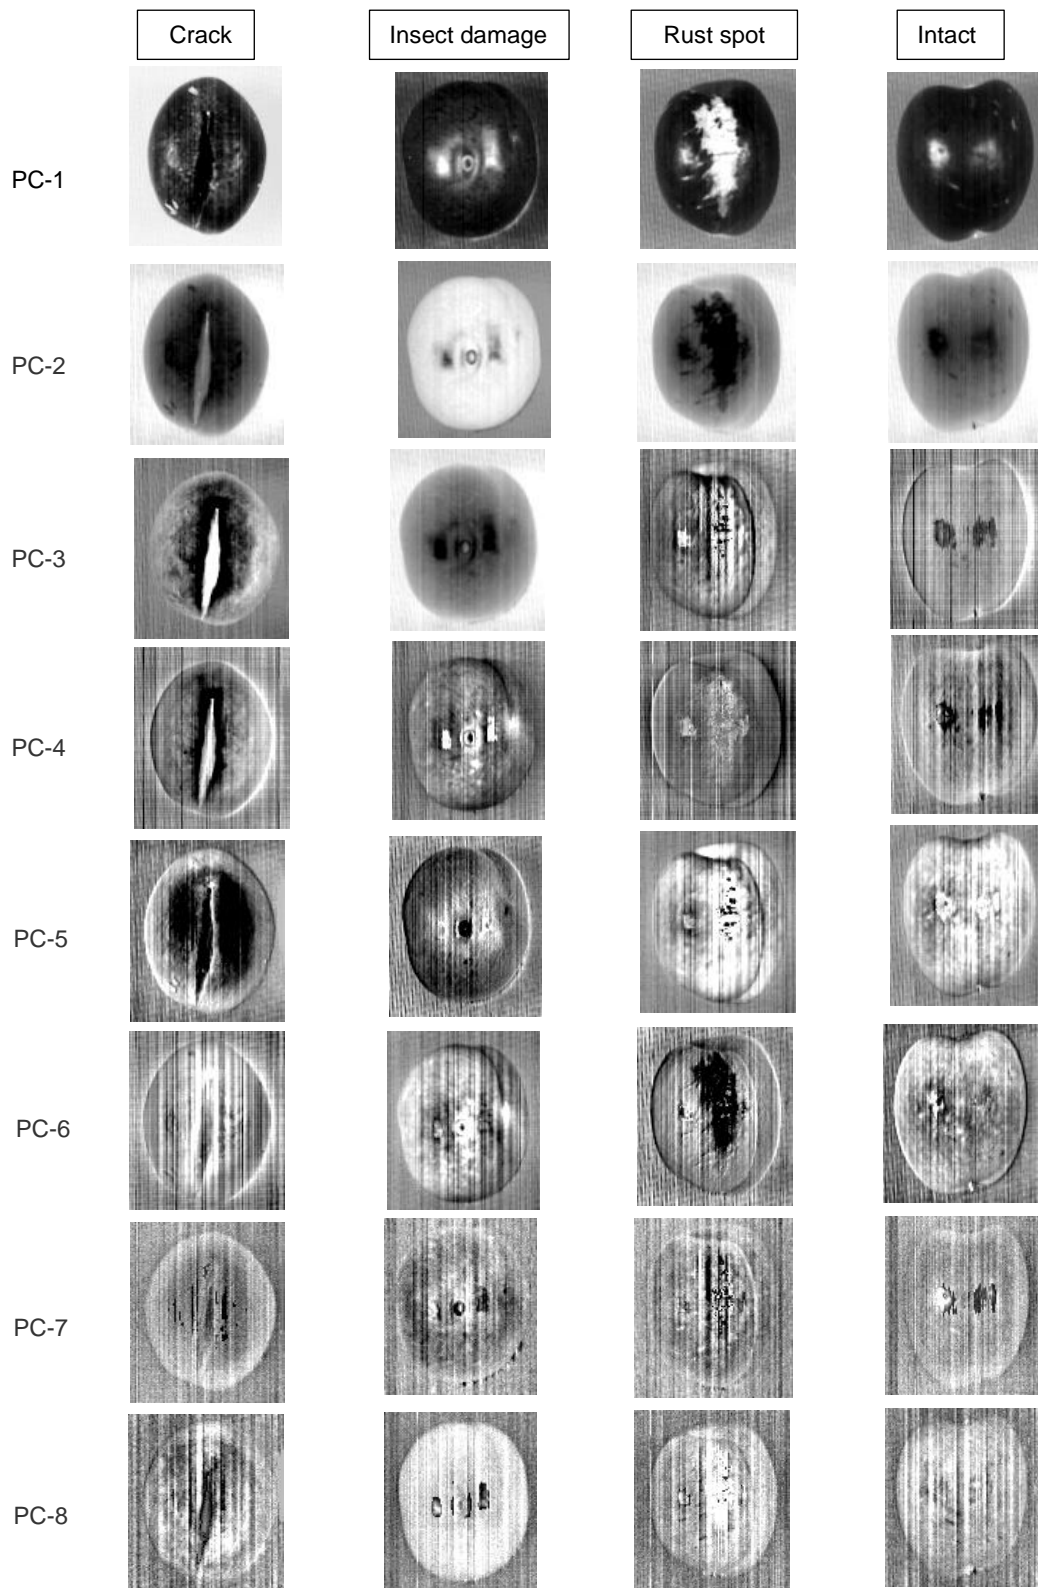 Crack Insect damage Rust spot Intact
PC-1
PC-2
PC-3
PC-4
PC-5
PC-6
PC-7
PC-8